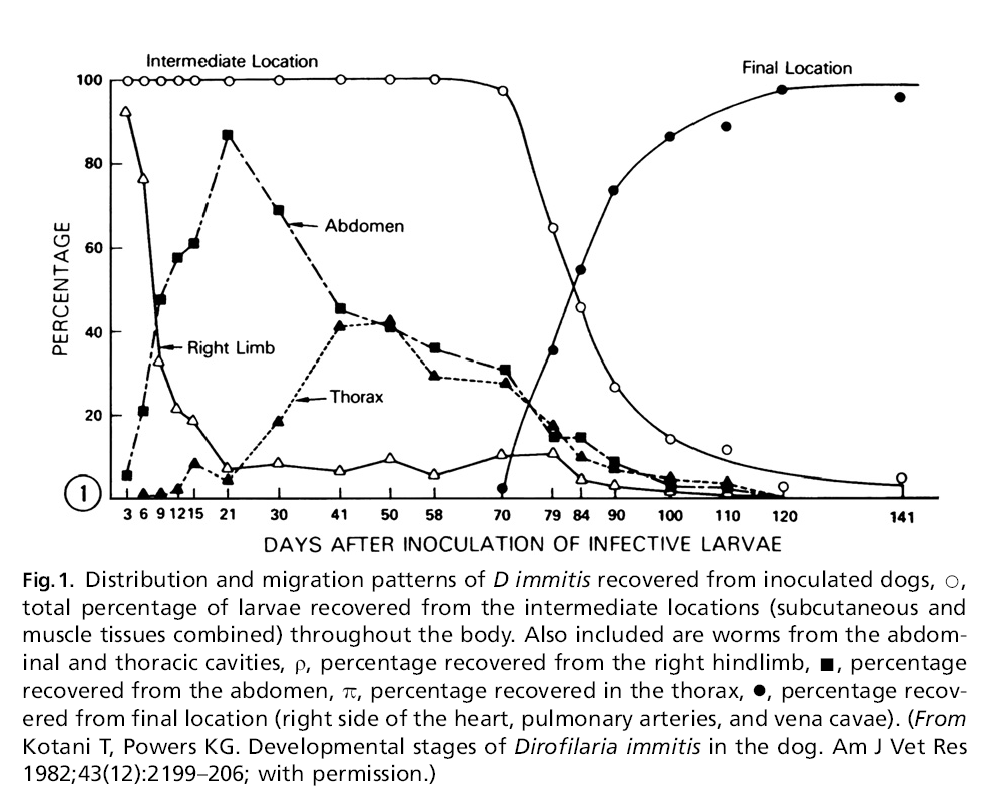 Intermediate Location
Final Location
100
80
Abdomen
60
PERCENTAGE
40
Right Limb
Thorax
20
1
3 6 9 12 15 21 30 41 50 58 70 79 84 90 100 110 120 141
DAYS AFTER INOCULATION OF INFECTIVE LARVAE
Fig. 1. Distribution and migration patterns of D immitis recovered from inoculated dogs, ○,
total percentage of larvae recovered from the intermediate locations (subcutaneous and
muscle tissues combined) throughout the body. Also included are worms from the abdom-
inal and thoracic cavities, ρ, percentage recovered from the right hindlimb, ■, percentage
recovered from the abdomen, π, percentage recovered in the thorax, ●, percentage recov-
ered from final location (right side of the heart, pulmonary arteries, and vena cavae). (From
Kotani T, Powers KG. Developmental stages of Dirofilaria immitis in the dog. Am J Vet Res
1982;43(12):2199–206; with permission.)